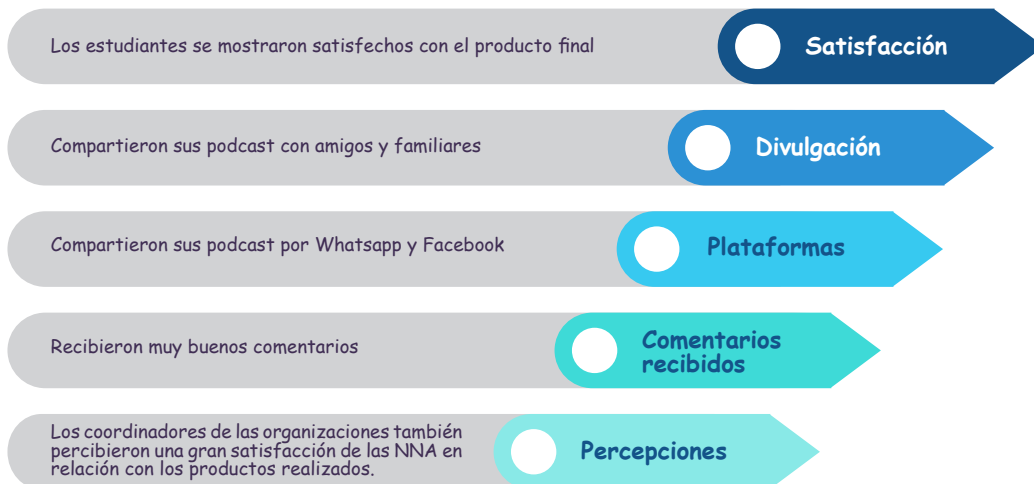 Los estudiantes se mostraron satisfechos con el producto final
Satisfacción
Compartieron sus podcast con amigos y familiares
Divulgación
Compartieron sus podcast por Whatsapp y Facebook
Plataformas
Recibieron muy buenos comentarios
Comentarios
recibidos
Los coordinadores de las organizaciones también
percibieron una gran satisfacción de las NNA en
relación con los productos realizados.
Percepciones